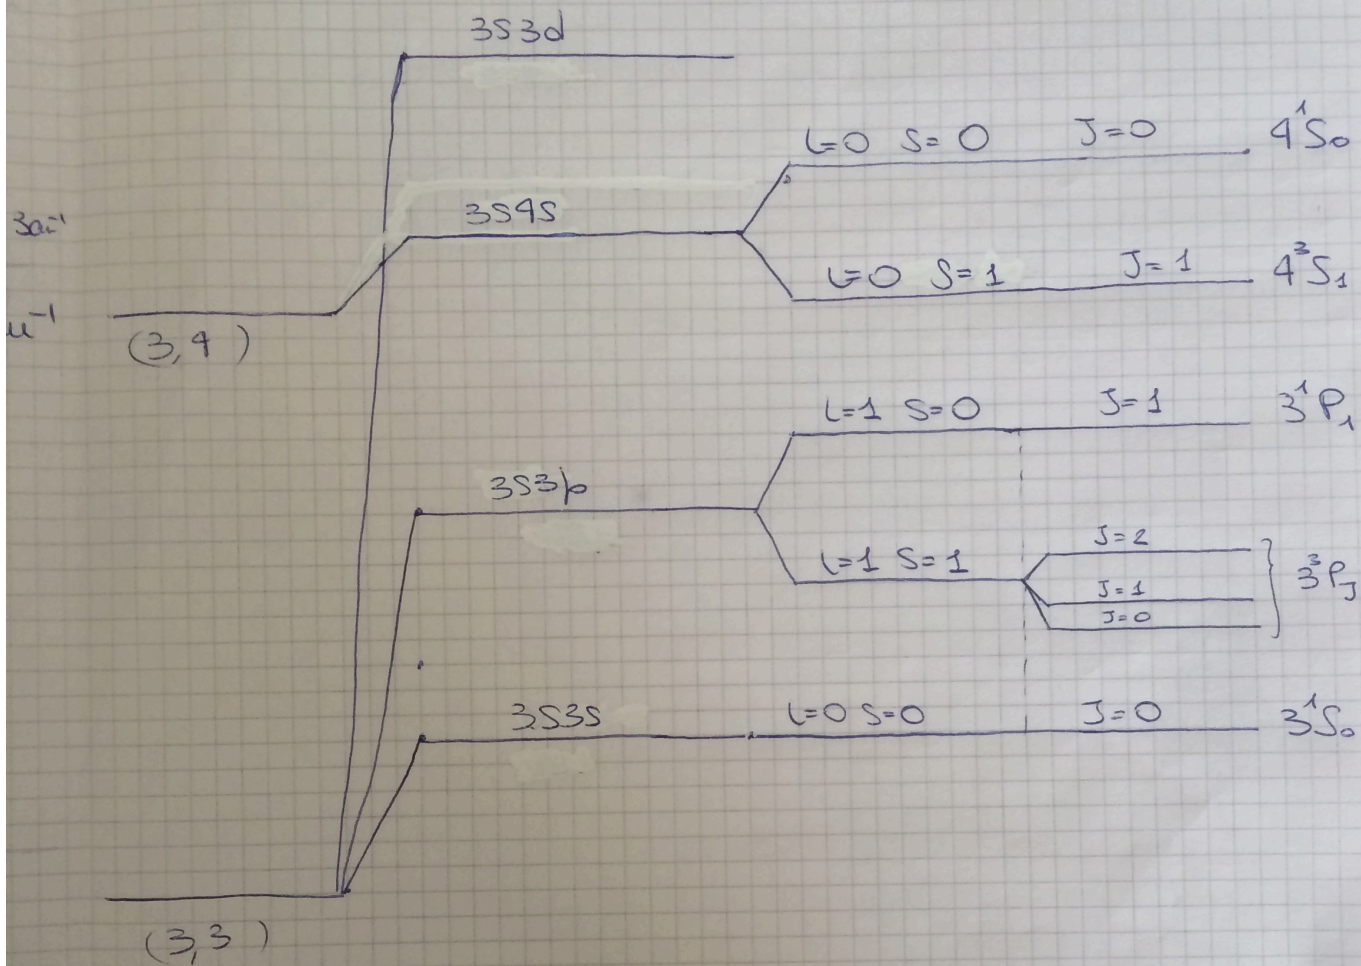 3s3d
L=0 S=0 J=0 4¹S₀
3s4s
L=0 S=1 J=1 4³S₁
(3,4)
L=1 S=0 J=1 3¹P₁
3s3p
J=2
L=1 S=1 J=1 3³P_J
J=0
3s3s L=0 S=0 J=0 3¹S₀
(3,3)